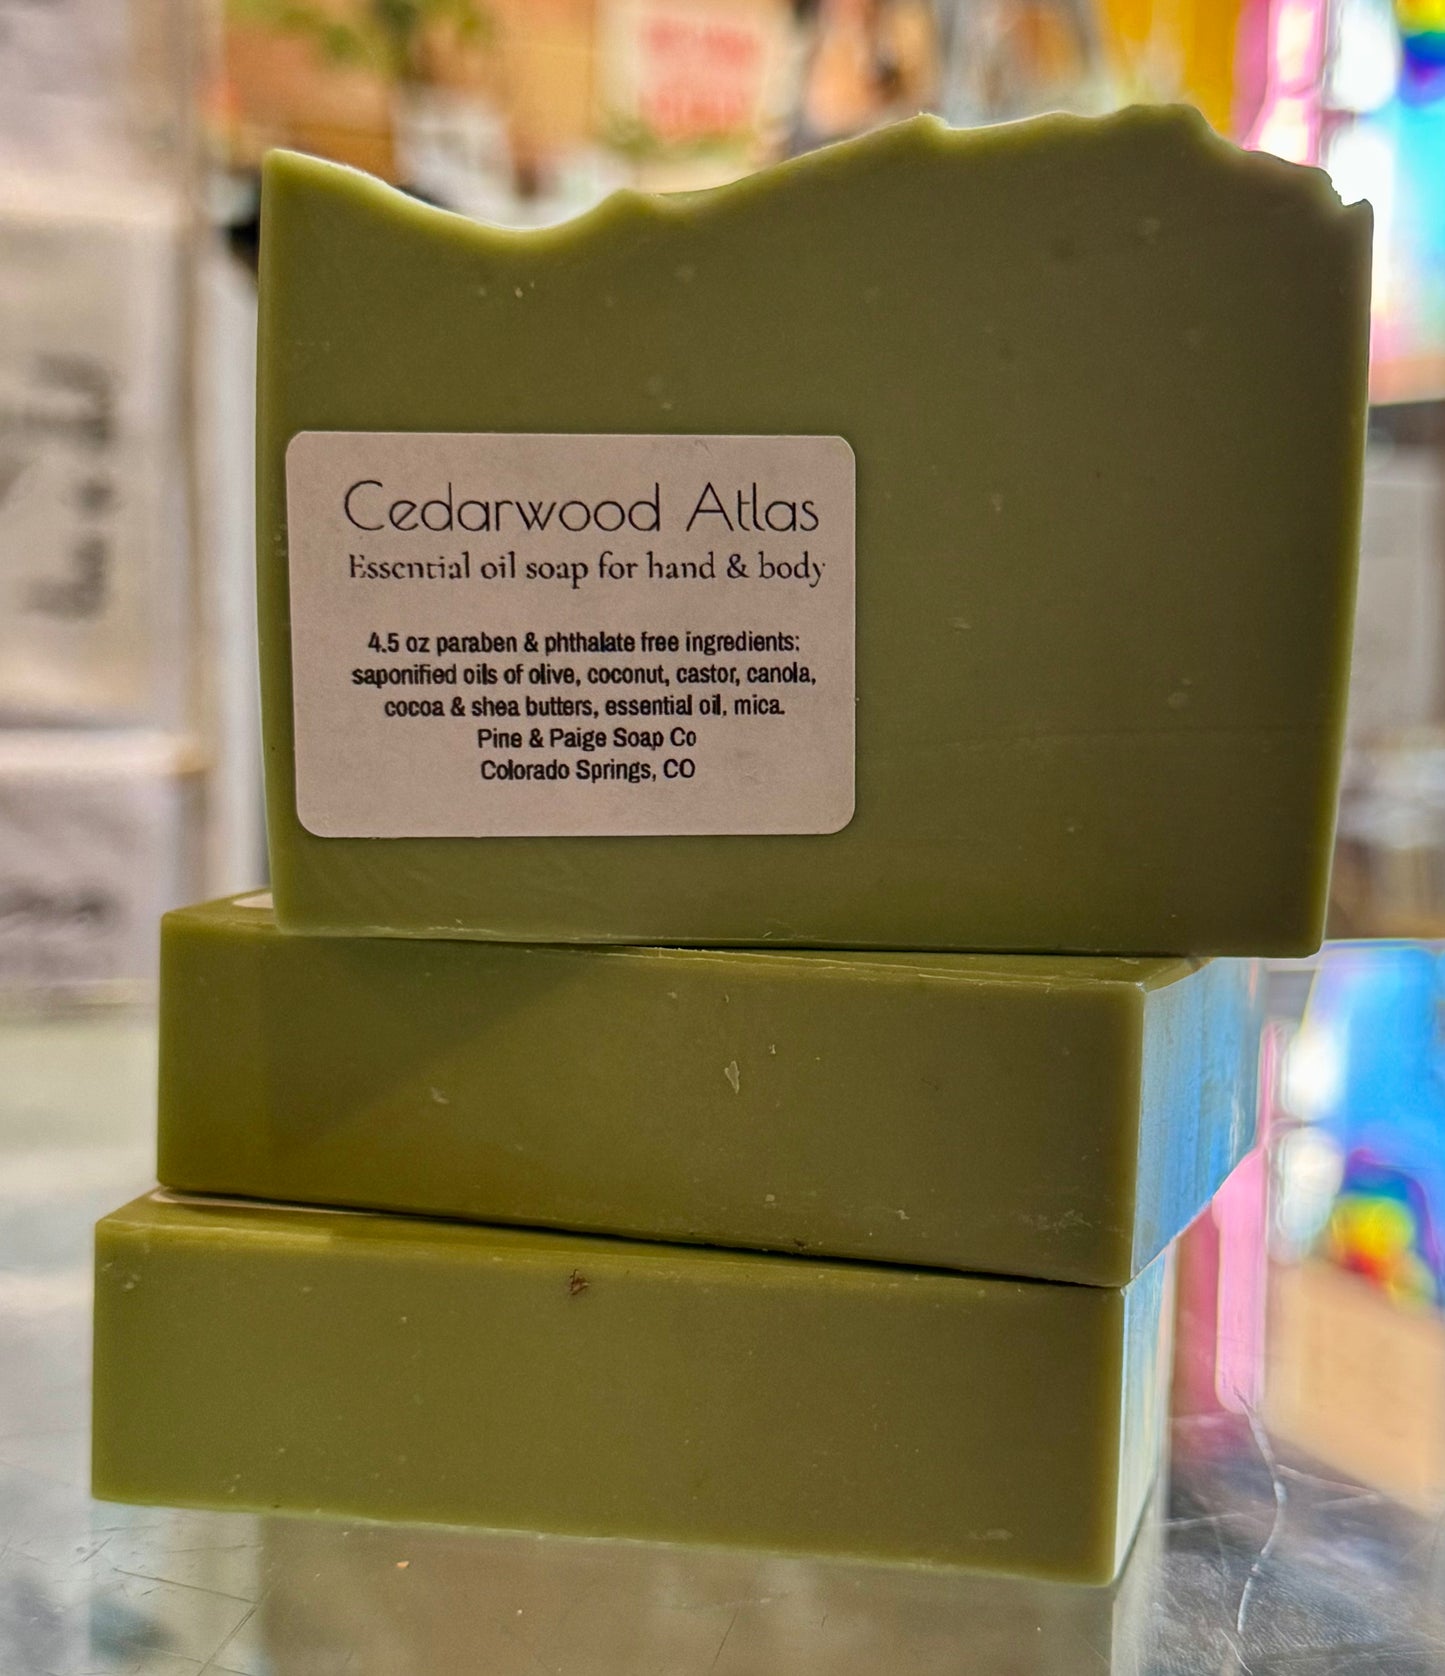 Cedarwood Atlas
Essential oil soap for hand & body
4.5 oz paraben & phthalate free ingredients:
saponified oils of olive, coconut, castor, canola,
cocoa & shea butters, essential oil, mica.
Pine & Paige Soap Co
Colorado Springs, CO